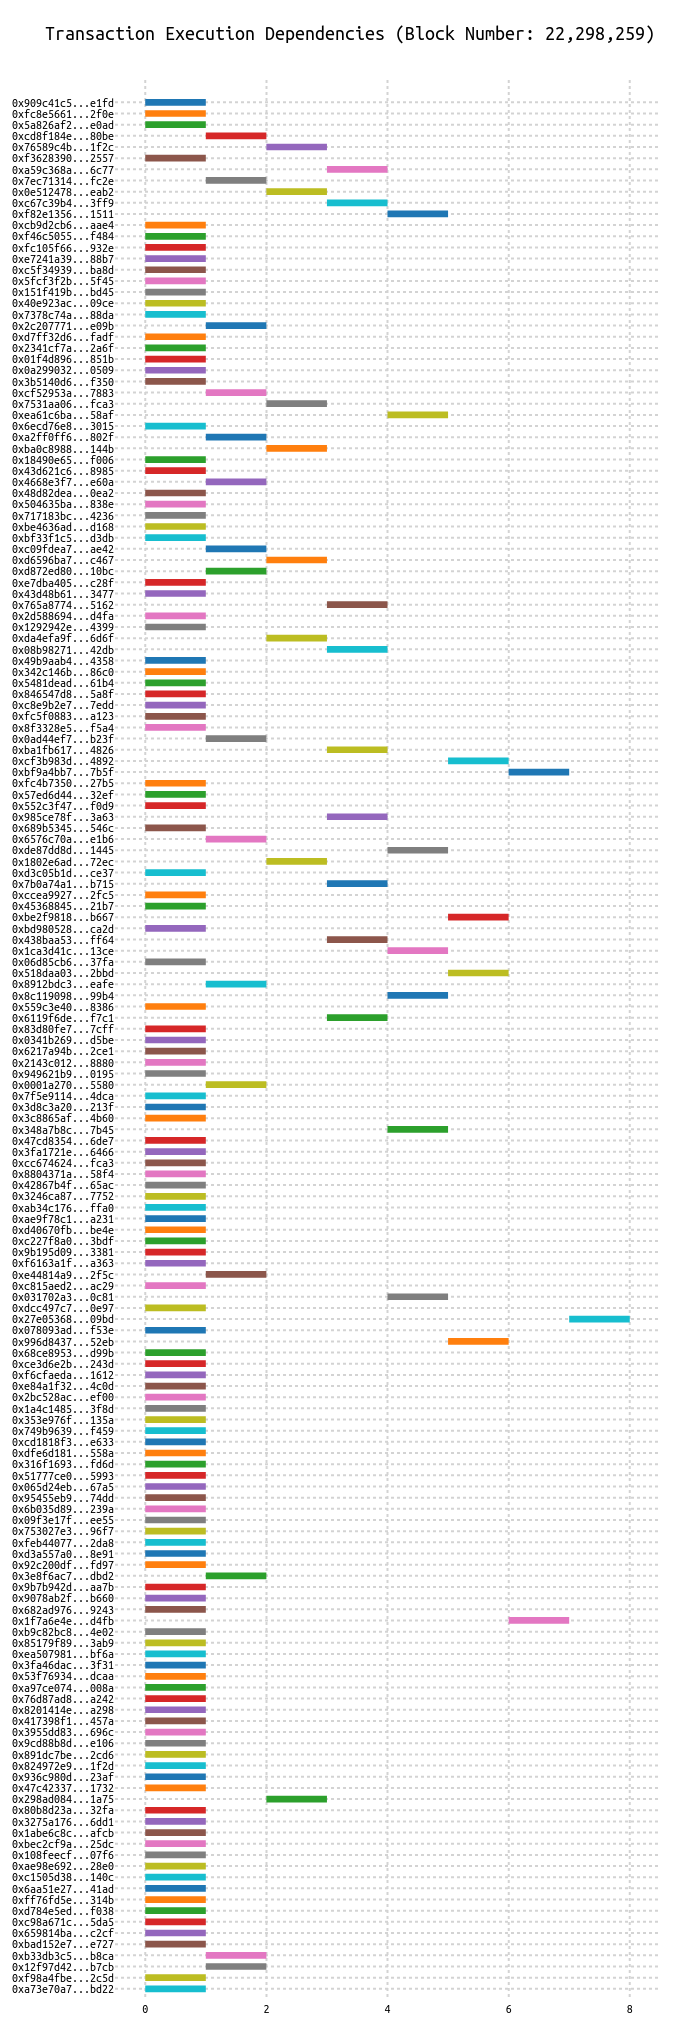 Transaction Execution Dependencies (Block Number: 22,298,259)
0x909c41c5...e1fd
0xfc8e5661...2f0e
0x5a826af2...e0ad
0xcd8f184e...80be
0x76589c4b...1f2c
0xf3628390...2557
0xa59c368a...6c77
0x7ec71314...fc2e
0x0e512478...eab2
0xc67c39b4...3ff9
0xf82e1356...1511
0xcb9d2cb6...aae4
0xf46c5055...f484
0xfc105f66...932e
0xe7241a39...88b7
0xc5f34939...ba8d
0x5fcf3f2b...5f45
0x151f419b...bd45
0x40e923ac...09ce
0x7378c74a...88da
0x2c207771...e09b
0xd7ff32d6...fadf
0x2341cf7a...2a6f
0x01f4d896...851b
0x0a299032...0509
0x3b5140d6...f350
0xcf52953a...7883
0x7531aa06...fca3
0xea61c6ba...58af
0x6ecd76e8...3015
0xa2ff0ff6...802f
0xba0c8988...144b
0x18490e65...f006
0x43d621c6...8985
0x4668e3f7...e60a
0x48d82dea...0ea2
0x504635ba...838e
0x717183bc...4236
0xbe4636ad...d168
0xbf33f1c5...d3db
0xc09fdea7...ae42
0xd6596ba7...c467
0xd872ed80...10bc
0xe7dba405...c28f
0x43d48b61...3477
0x765a8774...5162
0x2d588694...d4fa
0x1292942e...4399
0xda4efa9f...6d6f
0x08b98271...42db
0x49b9aab4...4358
0x342c146b...86c0
0x5481dead...61b4
0x846547d8...5a8f
0xc8e9b2e7...7edd
0xfc5f0883...a123
0x8f3328e5...f5a4
0x0ad44ef7...b23f
0xba1fb617...4826
0xcf3b983d...4892
0xbf9a4bb7...7b5f
0xfc4b7350...27b5
0x57ed6d44...32ef
0x552c3f47...f0d9
0x985ce78f...3a63
0x689b5345...546c
0x6576c70a...e1b6
0xde87dd8d...1445
0x1802e6ad...72ec
0xd3c05b1d...ce37
0x7b0a74a1...b715
0xccea9927...2fc5
0x45368845...21b7
0xbe2f9818...b667
0xbd980528...ca2d
0x438baa53...ff64
0x1ca3d41c...13ce
0x06d85cb6...37fa
0x518daa03...2bbd
0x8912bdc3...eafe
0x8c119098...99b4
0x559c3e40...8386
0x6119f6de...f7c1
0x83d80fe7...7cff
0x0341b269...d5be
0x6217a94b...2ce1
0x2143c012...8880
0x949621b9...0195
0x0001a270...5580
0x7f5e9114...4dca
0x3d8c3a20...213f
0x3c8865af...4b60
0x348a7b8c...7b45
0x47cd8354...6de7
0x3fa1721e...6466
0xcc674624...fca3
0x8804371a...58f4
0x42867b4f...65ac
0x3246ca87...7752
0xab34c176...ffa0
0xae9f78c1...a231
0xd40670fb...be4e
0xc227f8a0...3bdf
0x9b195d09...3381
0xf6163a1f...a363
0xe44814a9...2f5c
0xc815aed2...ac29
0x031702a3...0c81
0xdcc497c7...0e97
0x27e05368...09bd
0x078093ad...f53e
0x996d8437...52eb
0x68ce8953...d99b
0xce3d6e2b...243d
0xf6cfaeda...1612
0xe84a1f32...4c0d
0x2bc528ac...ef00
0x1a4c1485...3f8d
0x353e976f...135a
0x749b9639...f459
0xcd1818f3...e633
0xdfe6d181...558a
0x316f1693...fd6d
0x51777ce0...5993
0x065d24eb...67a5
0x95455eb9...74dd
0x6b035d89...239a
0x09f3e17f...ee55
0x753027e3...96f7
0xfeb44077...2da8
0xd3a557a0...8e91
0x92c200df...fd97
0x3e8f6ac7...dbd2
0x9b7b942d...aa7b
0x9078ab2f...b660
0x682ad976...9243
0x1f7a6e4e...d4fb
0xb9c82bc8...4e02
0x85179f89...3ab9
0xea507981...bf6a
0x3fa46dac...3f31
0x53f76934...dcaa
0xa97ce074...008a
0x76d87ad8...a242
0x8201414e...a298
0x417398f1...457a
0x3955dd83...696c
0x9cd88b8d...e106
0x891dc7be...2cd6
0x824972e9...1f2d
0x936c980d...23af
0x47c42337...1732
0x298ad084...1a75
0x80b8d23a...32fa
0x3275a176...6dd1
0x1abe6c8c...afcb
0xbec2cf9a...25dc
0x108feecf...07f6
0xae98e692...28e0
0xc1505d38...140c
0x6aa51e27...41ad
0xff76fd5e...314b
0xd784e5ed...f038
0xc98a671c...5da5
0x659814ba...c2cf
0xbad152e7...e727
0xb33db3c5...b8ca
0x12f97d42...b7cb
0xf98a4fbe...2c5d
0xa73e70a7...bd22
0 2 4 6 8